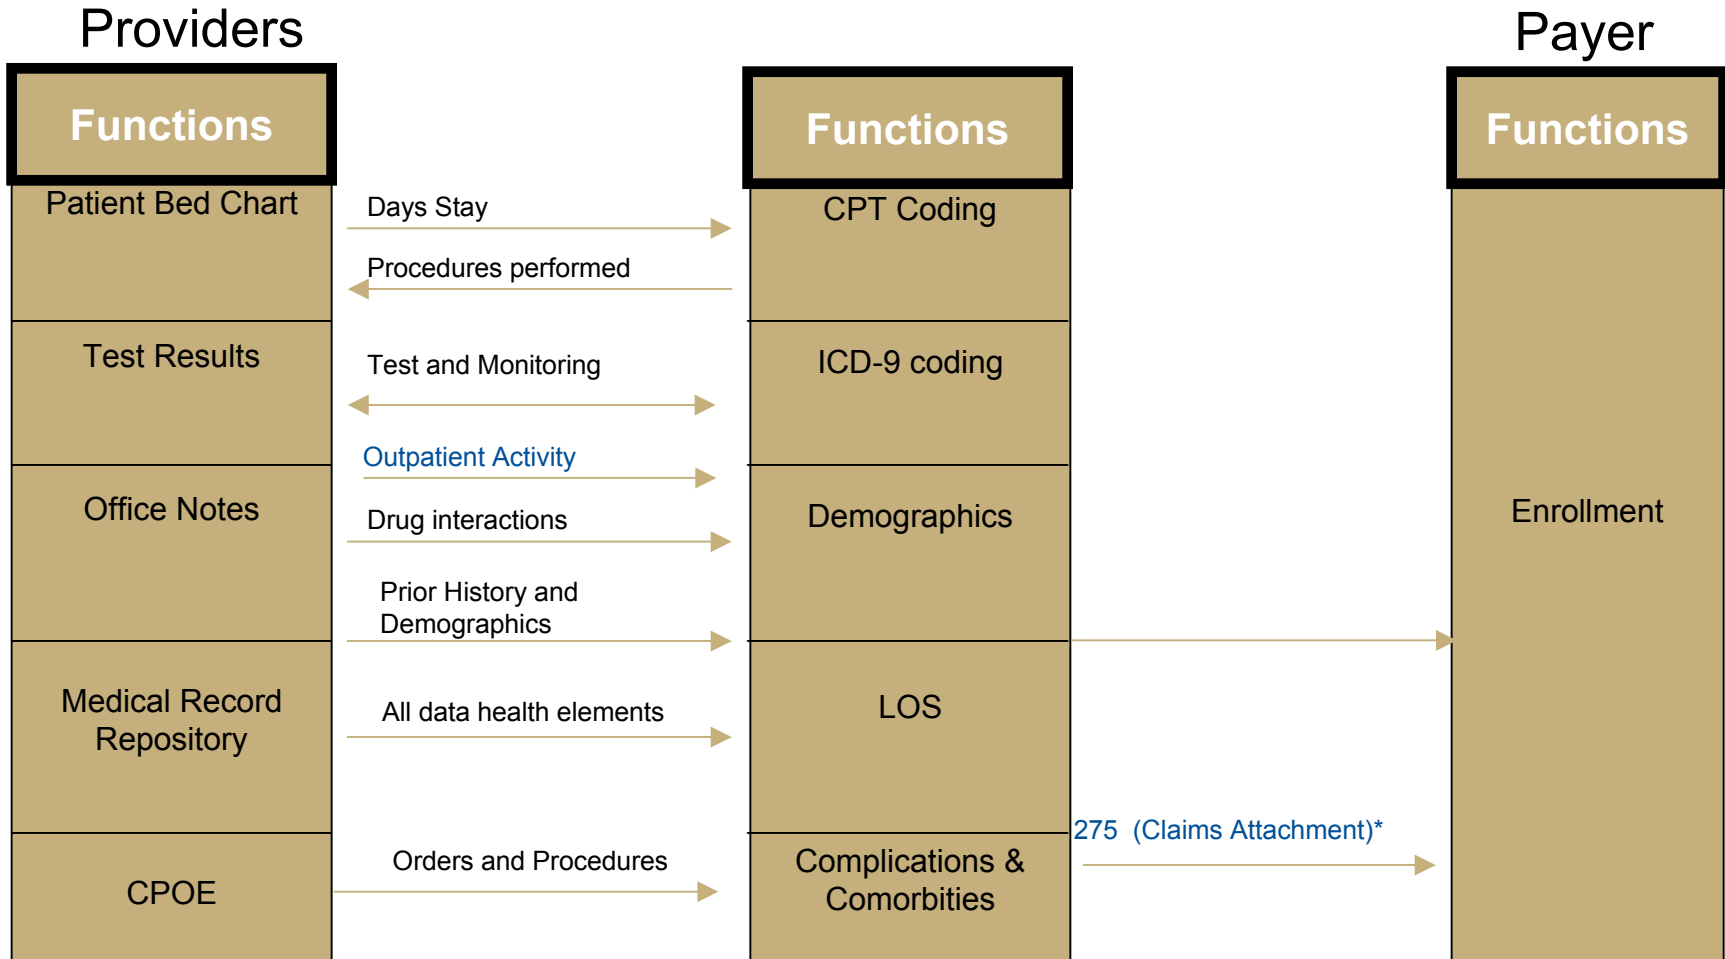 Providers
Payer
Functions
Functions
Functions
Patient Bed Chart
Days Stay
CPT Coding
Procedures performed
Test Results
Test and Monitoring
ICD-9 coding
Outpatient Activity
Office Notes
Drug interactions
Demographics
Enrollment
Prior History and
Demographics
Medical Record
Repository
All data health elements
LOS
275 (Claims Attachment)*
CPOE
Orders and Procedures
Complications &
Comorbities